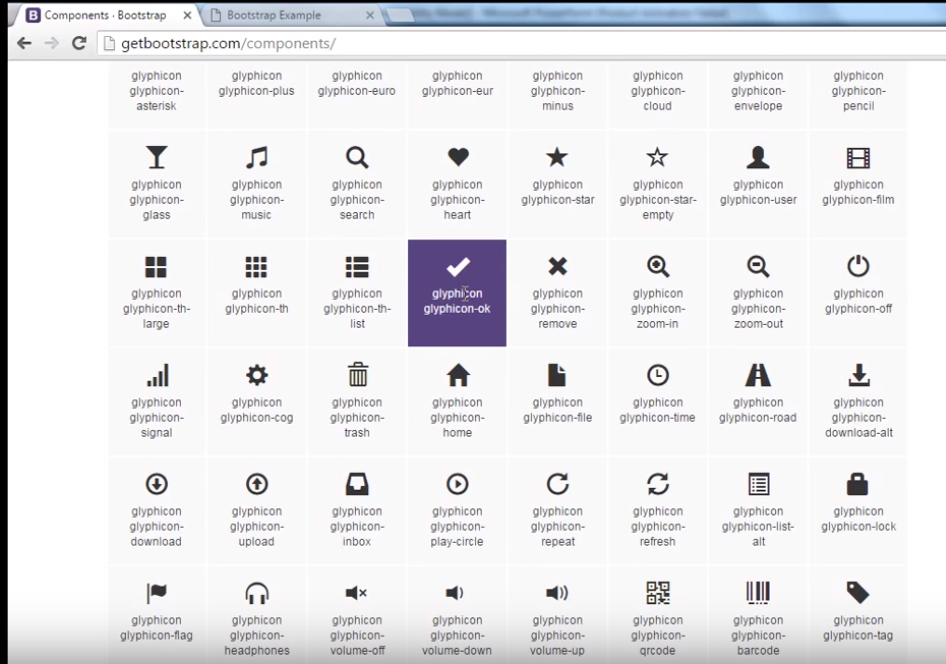 Components · Bootstrap
Bootstrap Example
getbootstrap.com/components/
glyphicon glyphicon-asterisk
glyphicon glyphicon-plus
glyphicon glyphicon-euro
glyphicon glyphicon-eur
glyphicon glyphicon-minus
glyphicon glyphicon-cloud
glyphicon glyphicon-envelope
glyphicon glyphicon-pencil
glyphicon glyphicon-glass
glyphicon glyphicon-music
glyphicon glyphicon-search
glyphicon glyphicon-heart
glyphicon glyphicon-star
glyphicon glyphicon-star-empty
glyphicon glyphicon-user
glyphicon glyphicon-film
glyphicon glyphicon-th-large
glyphicon glyphicon-th
glyphicon glyphicon-th-list
glyphicon glyphicon-ok
glyphicon glyphicon-remove
glyphicon glyphicon-zoom-in
glyphicon glyphicon-zoom-out
glyphicon glyphicon-off
glyphicon glyphicon-signal
glyphicon glyphicon-cog
glyphicon glyphicon-trash
glyphicon glyphicon-home
glyphicon glyphicon-file
glyphicon glyphicon-time
glyphicon glyphicon-road
glyphicon glyphicon-download-alt
glyphicon glyphicon-download
glyphicon glyphicon-upload
glyphicon glyphicon-inbox
glyphicon glyphicon-play-circle
glyphicon glyphicon-repeat
glyphicon glyphicon-refresh
glyphicon glyphicon-list-alt
glyphicon glyphicon-lock
glyphicon glyphicon-flag
glyphicon glyphicon-headphones
glyphicon glyphicon-volume-off
glyphicon glyphicon-volume-down
glyphicon glyphicon-volume-up
glyphicon glyphicon-qrcode
glyphicon glyphicon-barcode
glyphicon glyphicon-tag